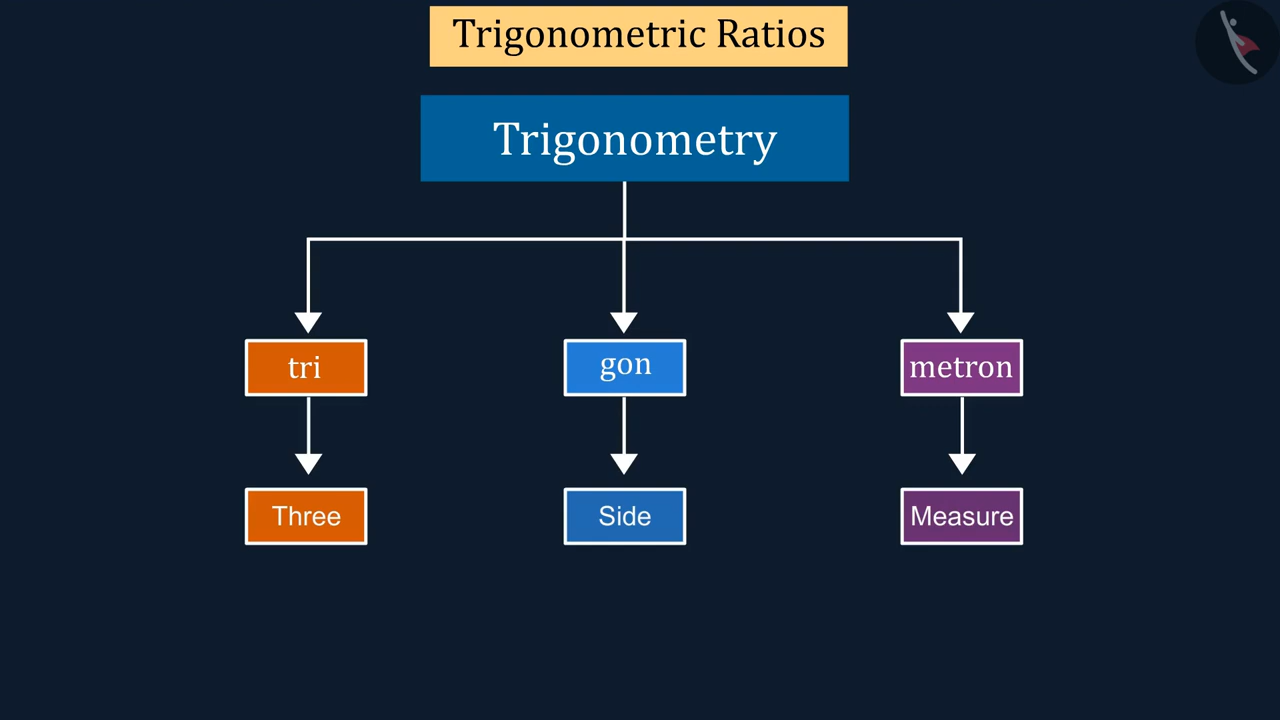 Trigonometric Ratios
Trigonometry
tri
gon
metron
Three
Side
Measure